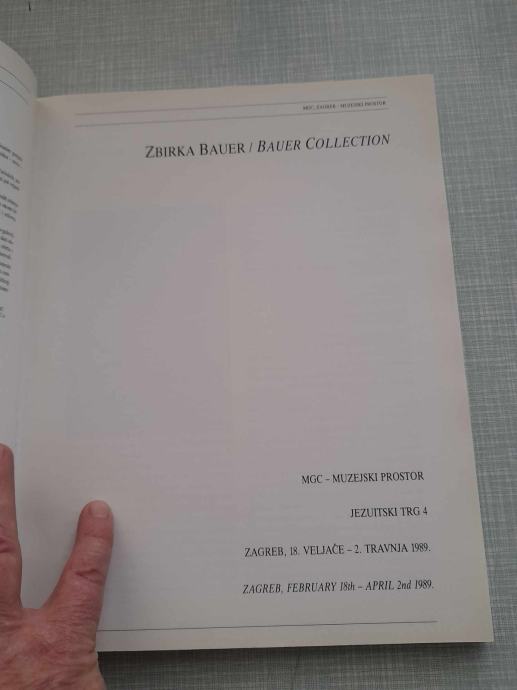 MGC, ZAGREB - MUZEJSKI PROSTOR
ZBIRKA BAUER / BAUER COLLECTION
MGC – MUZEJSKI PROSTOR
JEZUITSKI TRG 4
ZAGREB, 18. VELJAČE – 2. TRAVNJA 1989.
ZAGREB, FEBRUARY 18th – APRIL 2nd 1989.